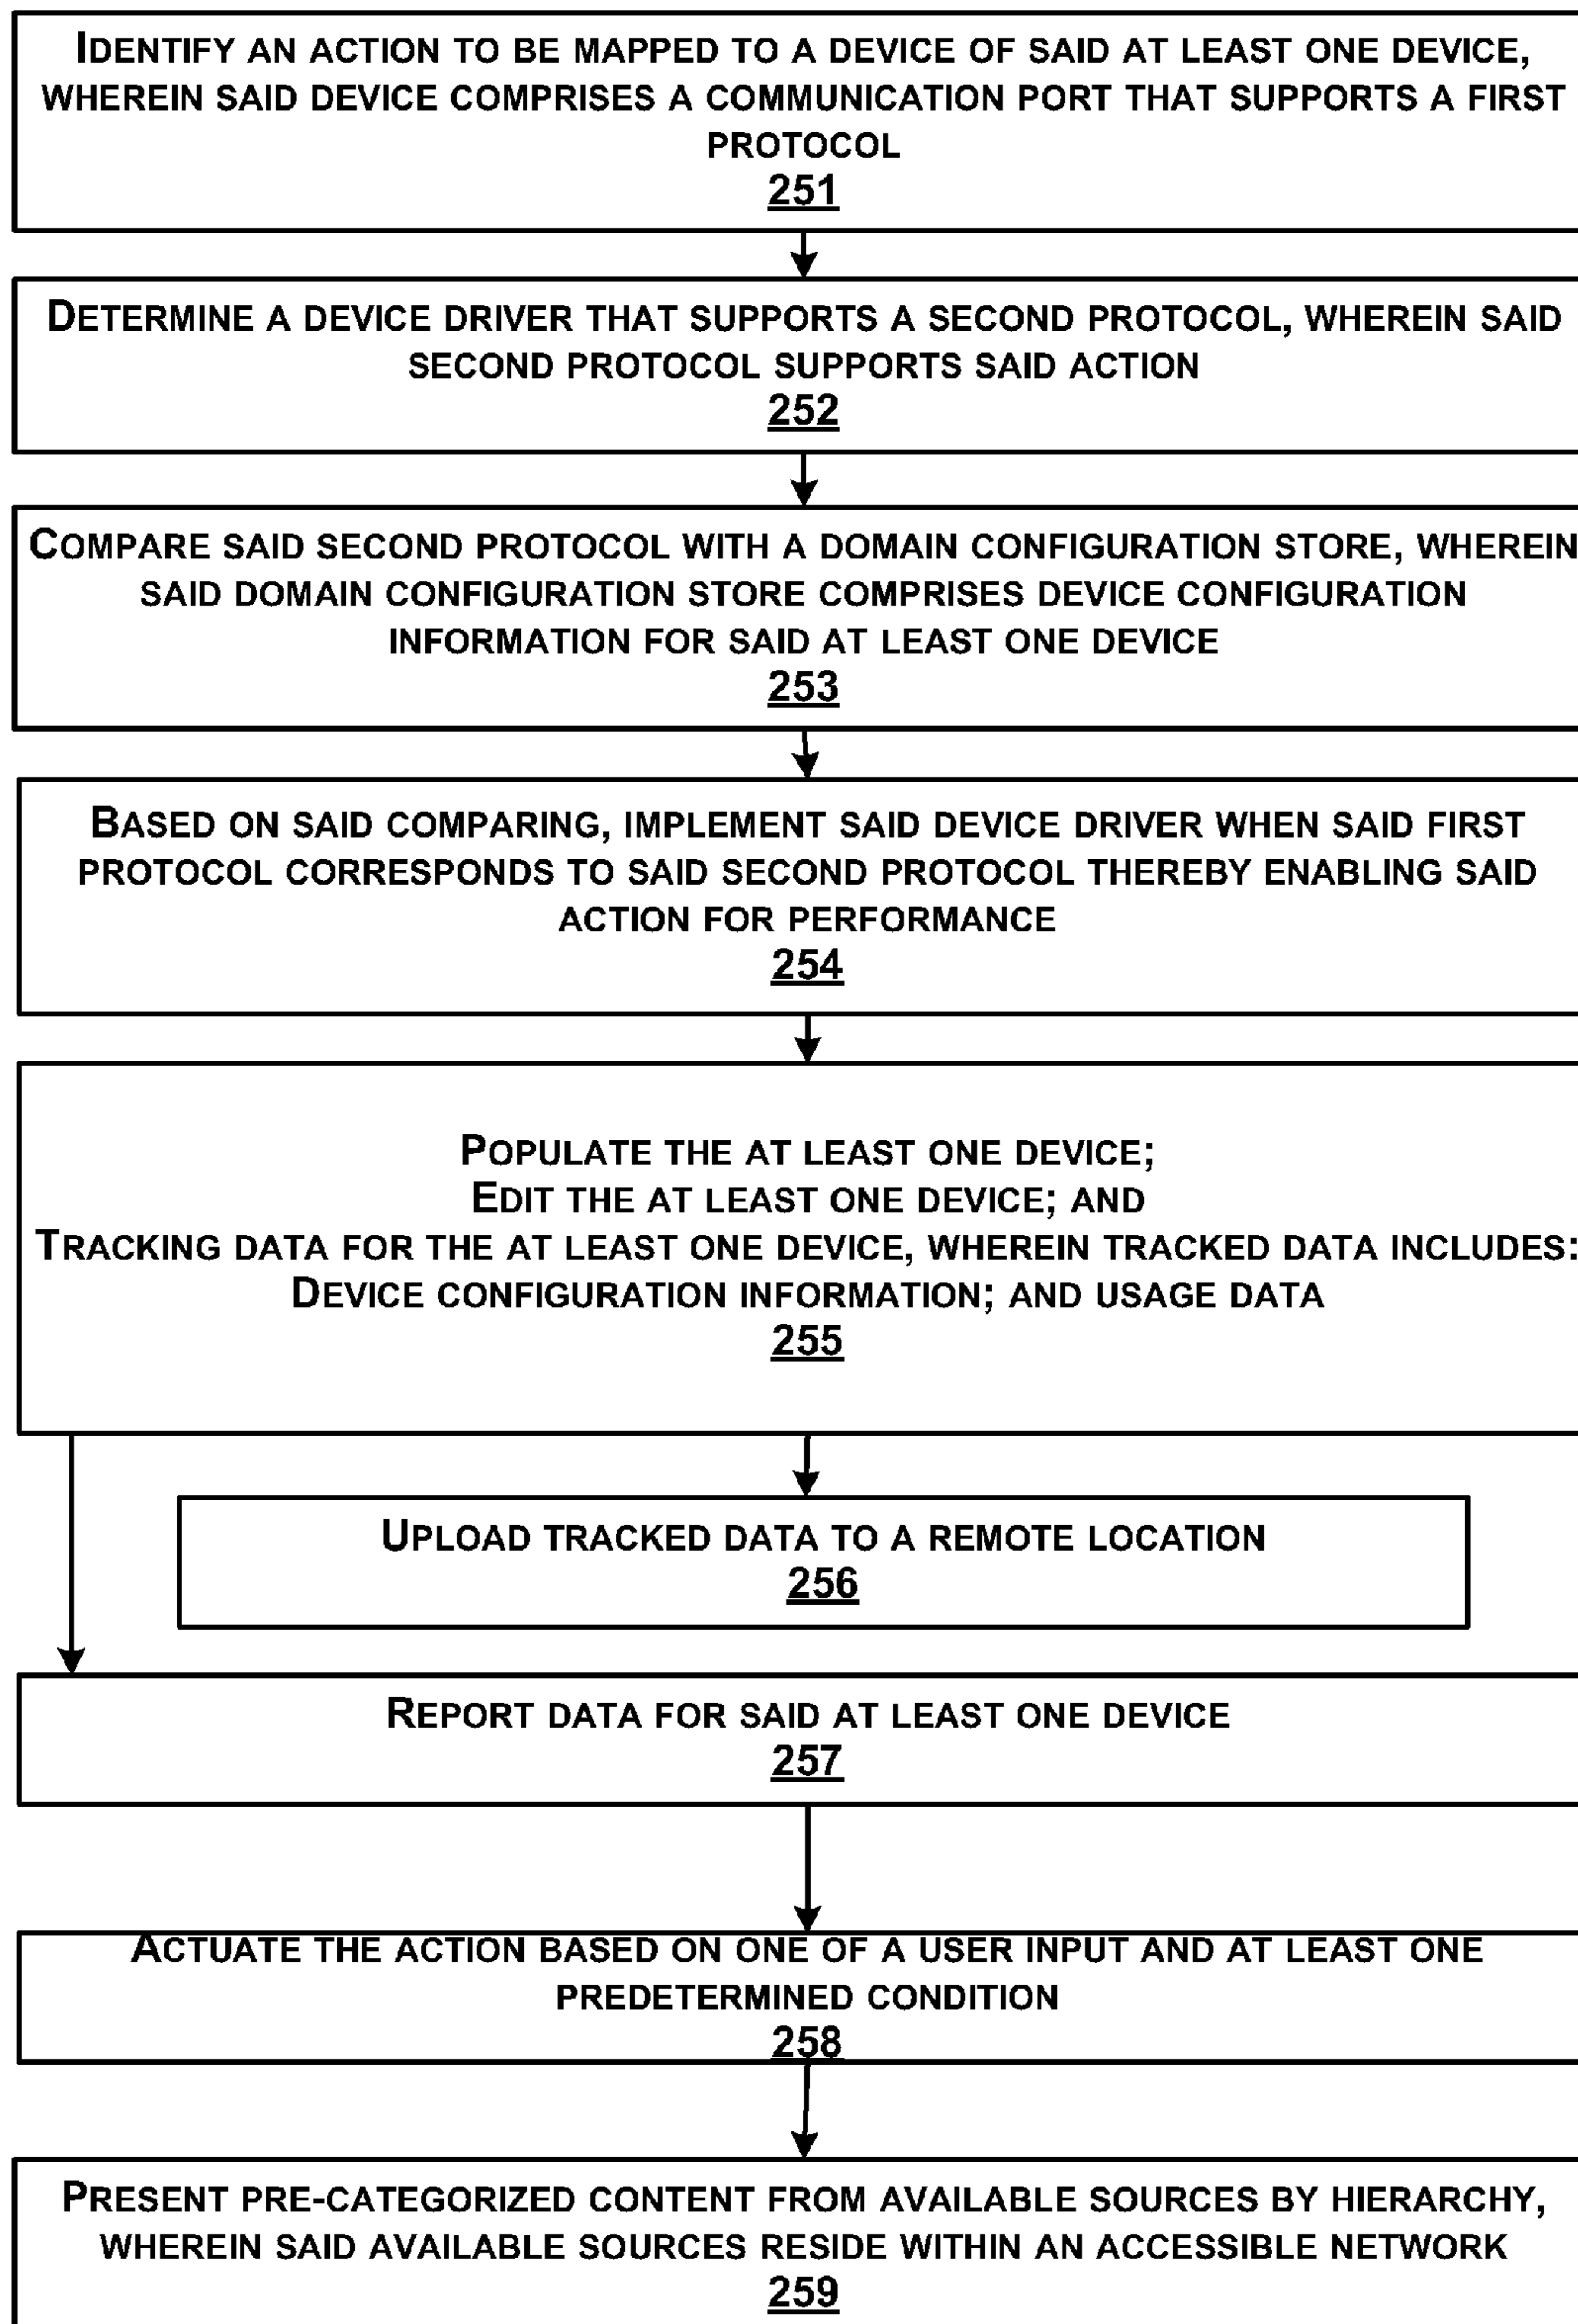 IDENTIFY AN ACTION TO BE MAPPED TO A DEVICE OF SAID AT LEAST ONE DEVICE,
WHEREIN SAID DEVICE COMPRISES A COMMUNICATION PORT THAT SUPPORTS A FIRST
PROTOCOL
251
DETERMINE A DEVICE DRIVER THAT SUPPORTS A SECOND PROTOCOL, WHEREIN SAID
SECOND PROTOCOL SUPPORTS SAID ACTION
252
COMPARE SAID SECOND PROTOCOL WITH A DOMAIN CONFIGURATION STORE, WHEREIN
SAID DOMAIN CONFIGURATION STORE COMPRISES DEVICE CONFIGURATION
INFORMATION FOR SAID AT LEAST ONE DEVICE
253
BASED ON SAID COMPARING, IMPLEMENT SAID DEVICE DRIVER WHEN SAID FIRST
PROTOCOL CORRESPONDS TO SAID SECOND PROTOCOL THEREBY ENABLING SAID
ACTION FOR PERFORMANCE
254
POPULATE THE AT LEAST ONE DEVICE;
EDIT THE AT LEAST ONE DEVICE; AND
TRACKING DATA FOR THE AT LEAST ONE DEVICE, WHEREIN TRACKED DATA INCLUDES:
DEVICE CONFIGURATION INFORMATION; AND USAGE DATA
255
UPLOAD TRACKED DATA TO A REMOTE LOCATION
256
REPORT DATA FOR SAID AT LEAST ONE DEVICE
257
ACTUATE THE ACTION BASED ON ONE OF A USER INPUT AND AT LEAST ONE
PREDETERMINED CONDITION
258
PRESENT PRE-CATEGORIZED CONTENT FROM AVAILABLE SOURCES BY HIERARCHY,
WHEREIN SAID AVAILABLE SOURCES RESIDE WITHIN AN ACCESSIBLE NETWORK
259